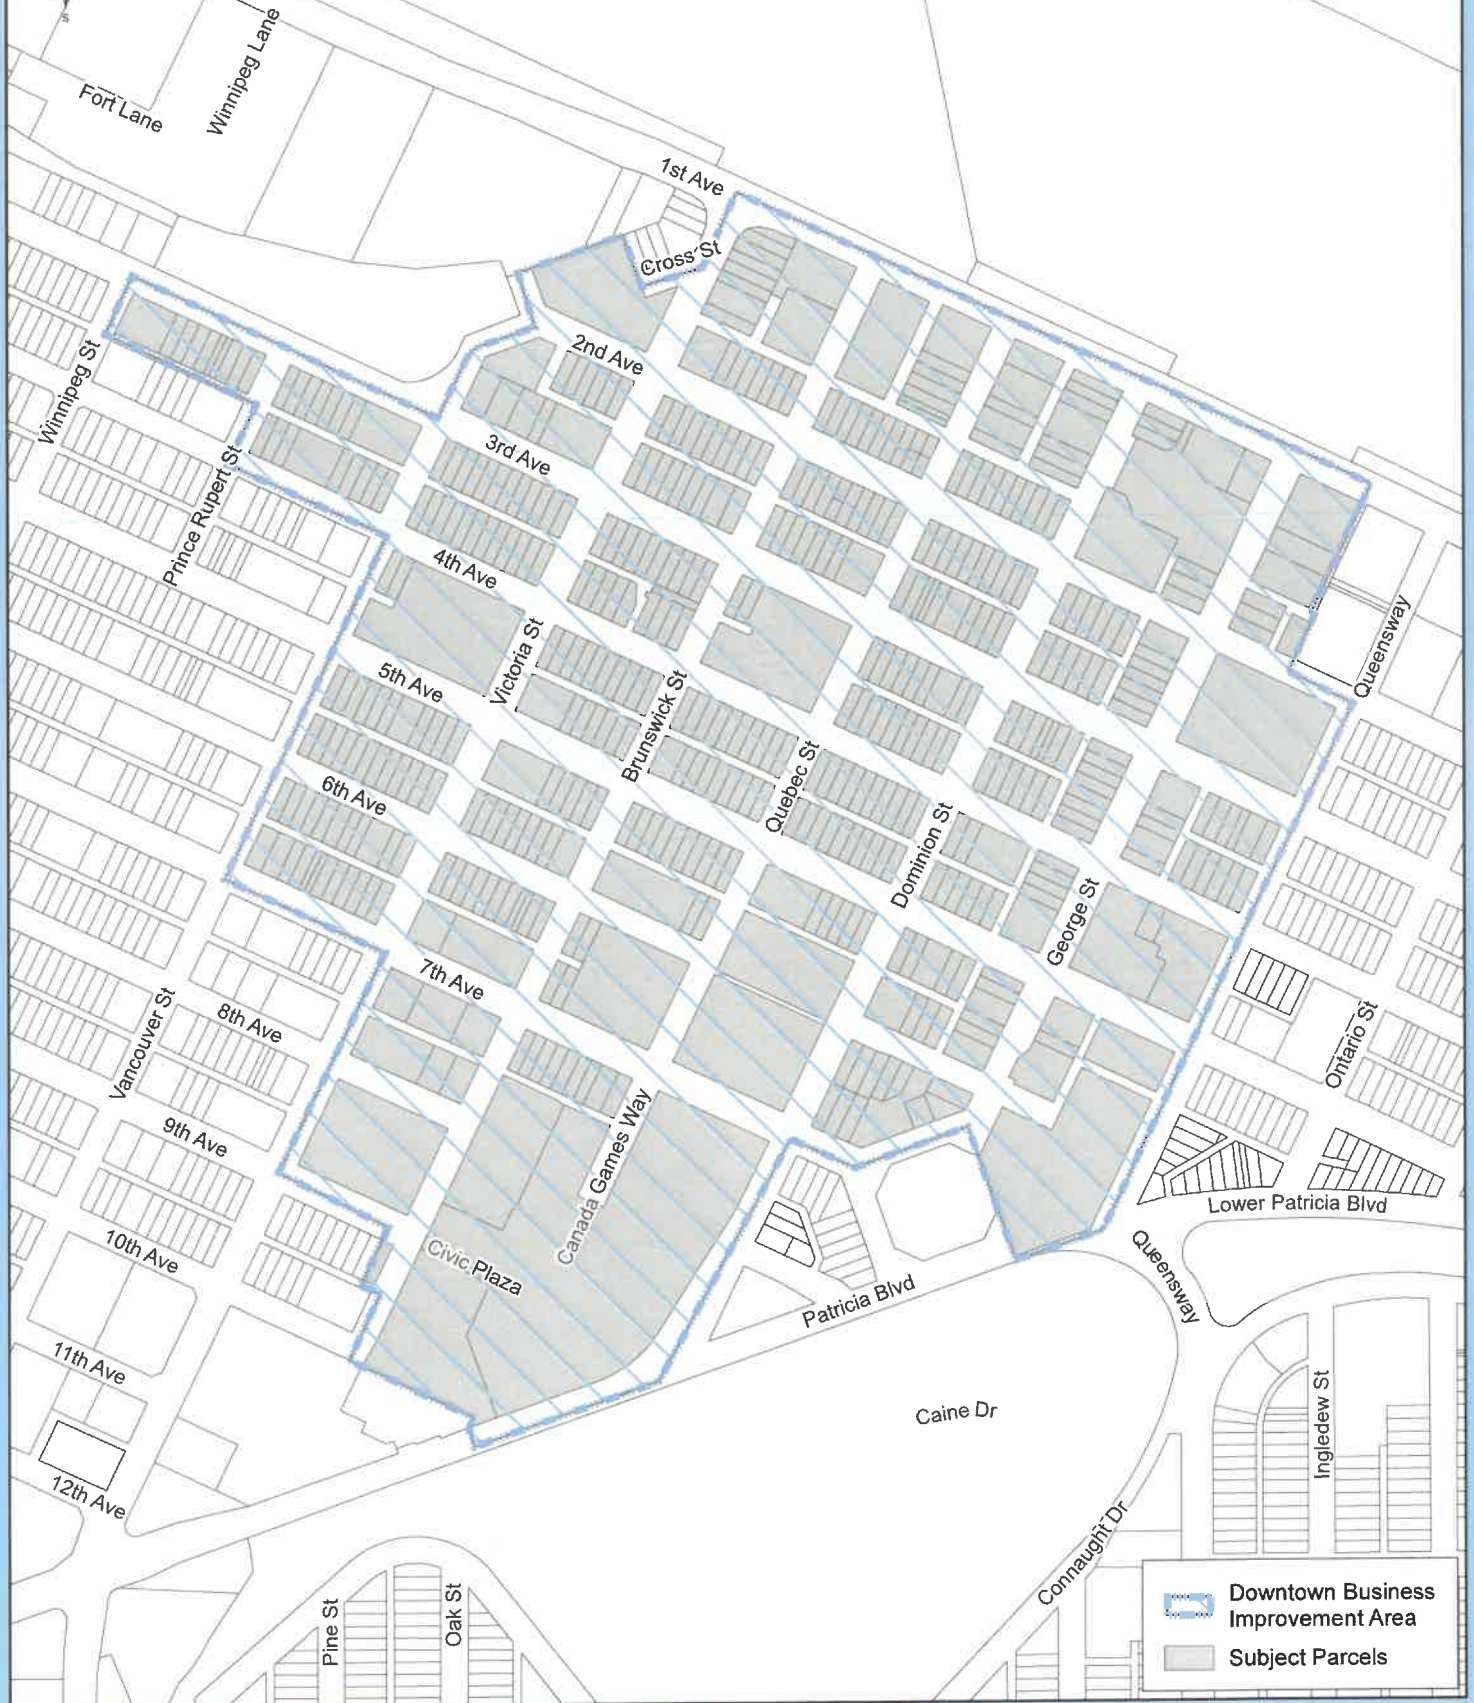 S
Winnipeg Lane
Fort Lane
1st Ave
Cross St
2nd Ave
Winnipeg St
3rd Ave
Prince Rupert St
4th Ave
Victoria St
5th Ave
Brunswick St
Queensway
Quebec St
6th Ave
Dominion St
George St
7th Ave
8th Ave
Vancouver St
Ontario St
9th Ave
Canada Games Way
Lower Patricia Blvd
10th Ave
Civic Plaza
Queensway
Patricia Blvd
11th Ave
Caine Dr
Ingledew St
12th Ave
Connaught Dr
Pine St
Oak St
Downtown Business
Improvement Area
Subject Parcels